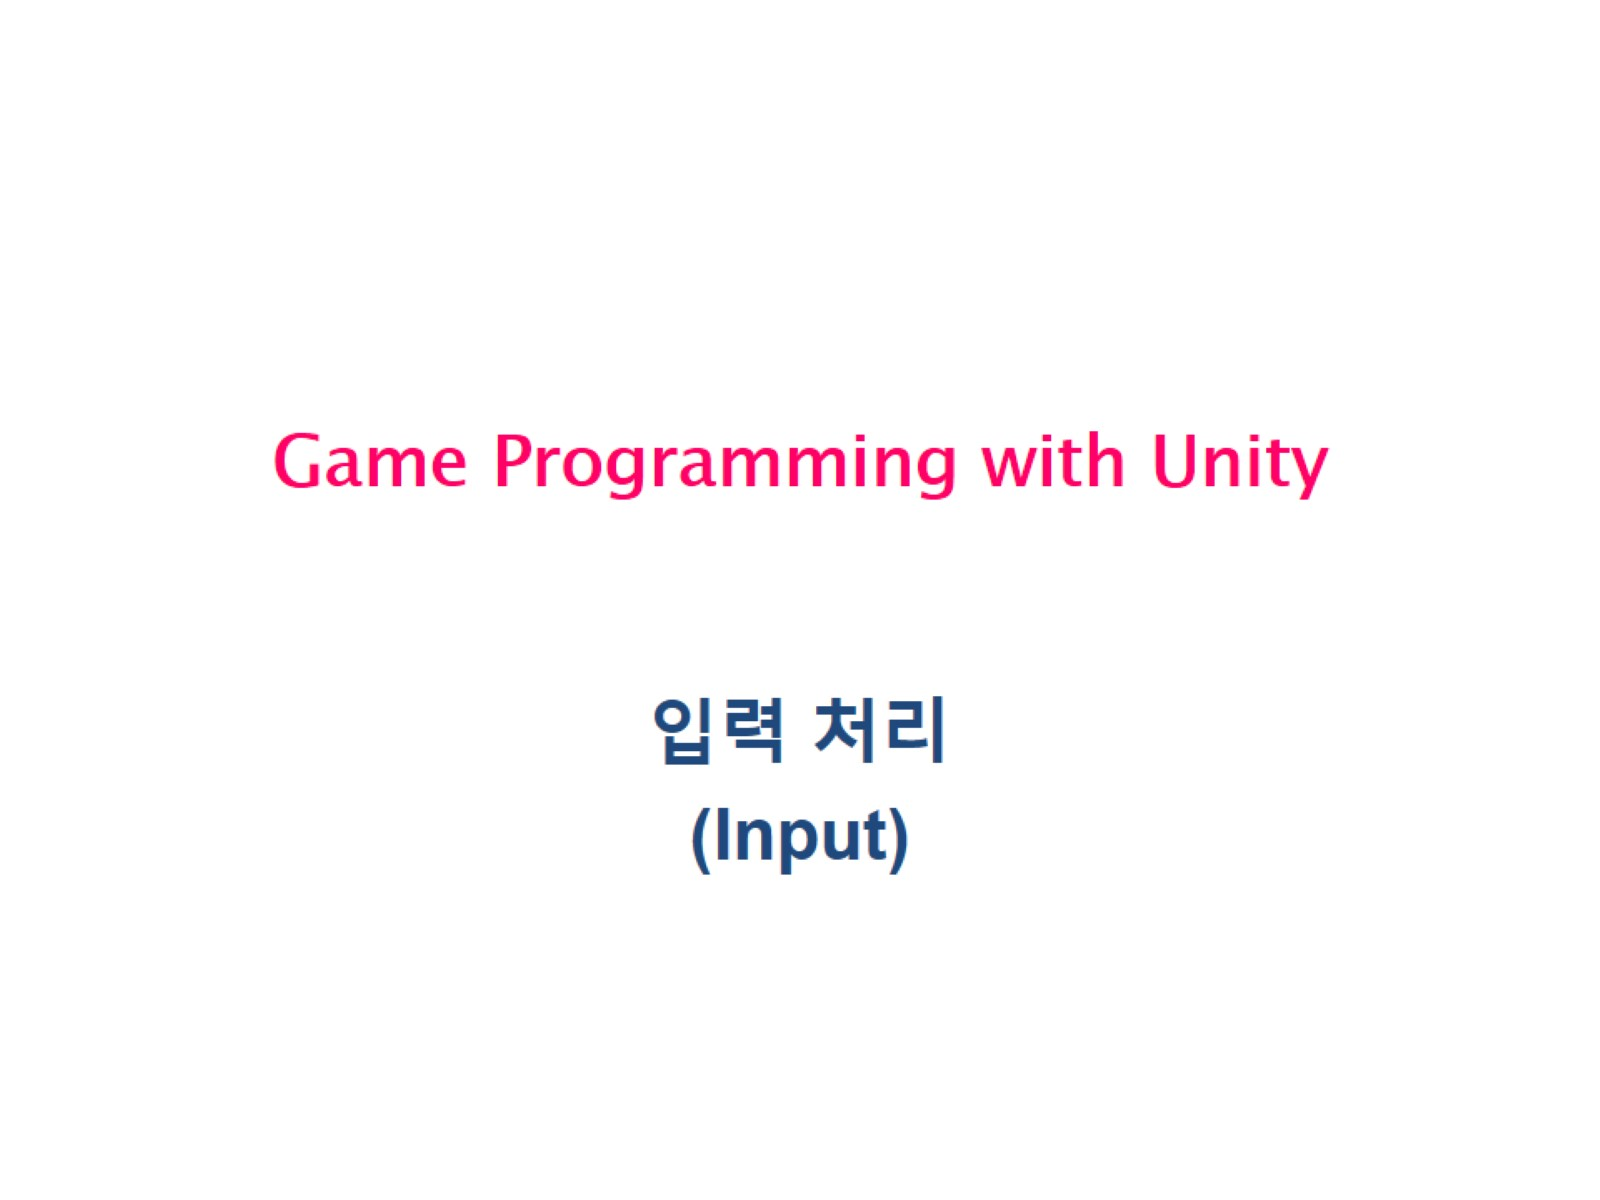 Game Programming with Unity
입력 처리
(Input)